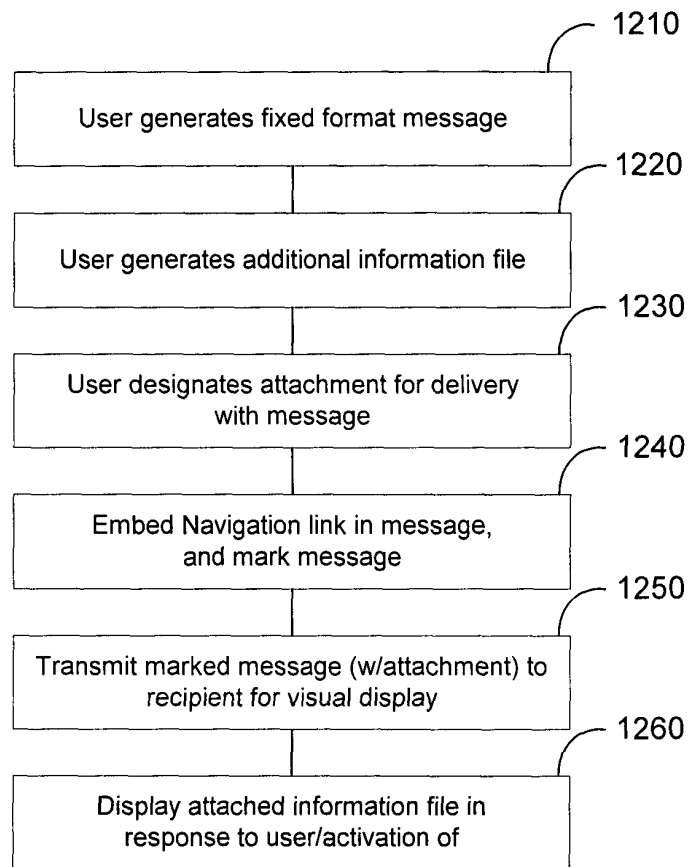 1210
User generates fixed format message
1220
User generates additional information file
1230
User designates attachment for delivery
with message
1240
Embed Navigation link in message,
and mark message
1250
Transmit marked message (w/attachment) to
recipient for visual display
1260
Display attached information file in
response to user/activation of